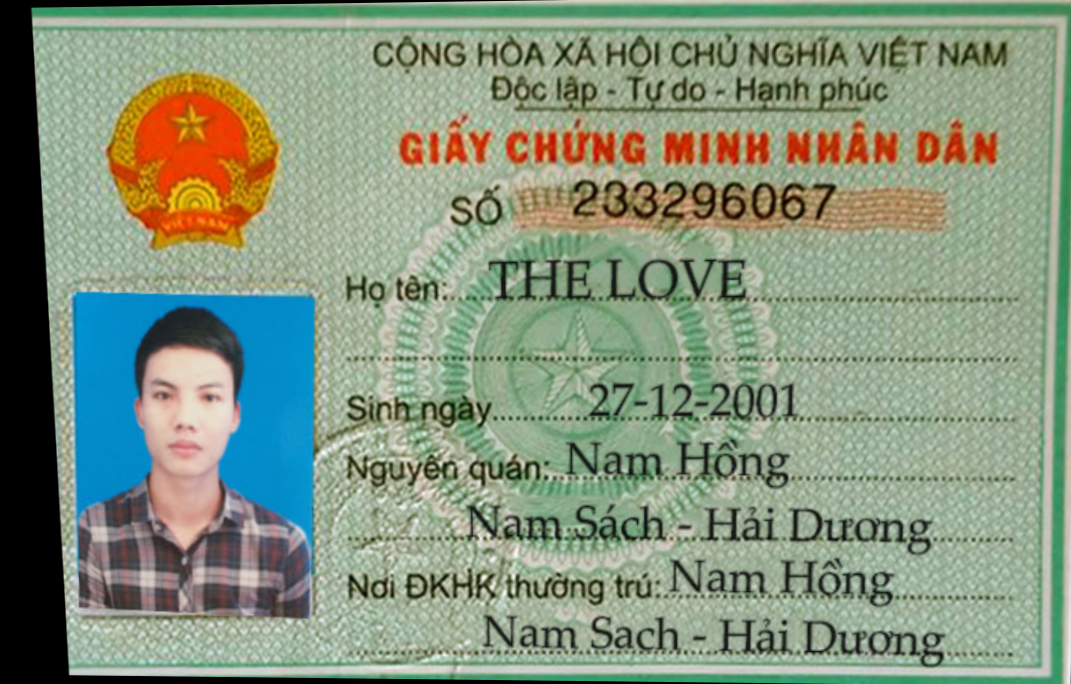 CỘNG HÒA XÃ HỘI CHỦ NGHĨA VIỆT NAM
Độc lập - Tự do - Hạnh phúc
GIẤY CHỨNG MINH NHÂN DÂN
SỐ 233296067
VIỆT NAM
Họ tên: THE LOVE
Sinh ngày 27-12-2001
Nguyên quán: Nam Hồng
Nam Sách - Hải Dương
Nơi ĐKHK thường trú: Nam Hồng
Nam Sach - Hải Dương